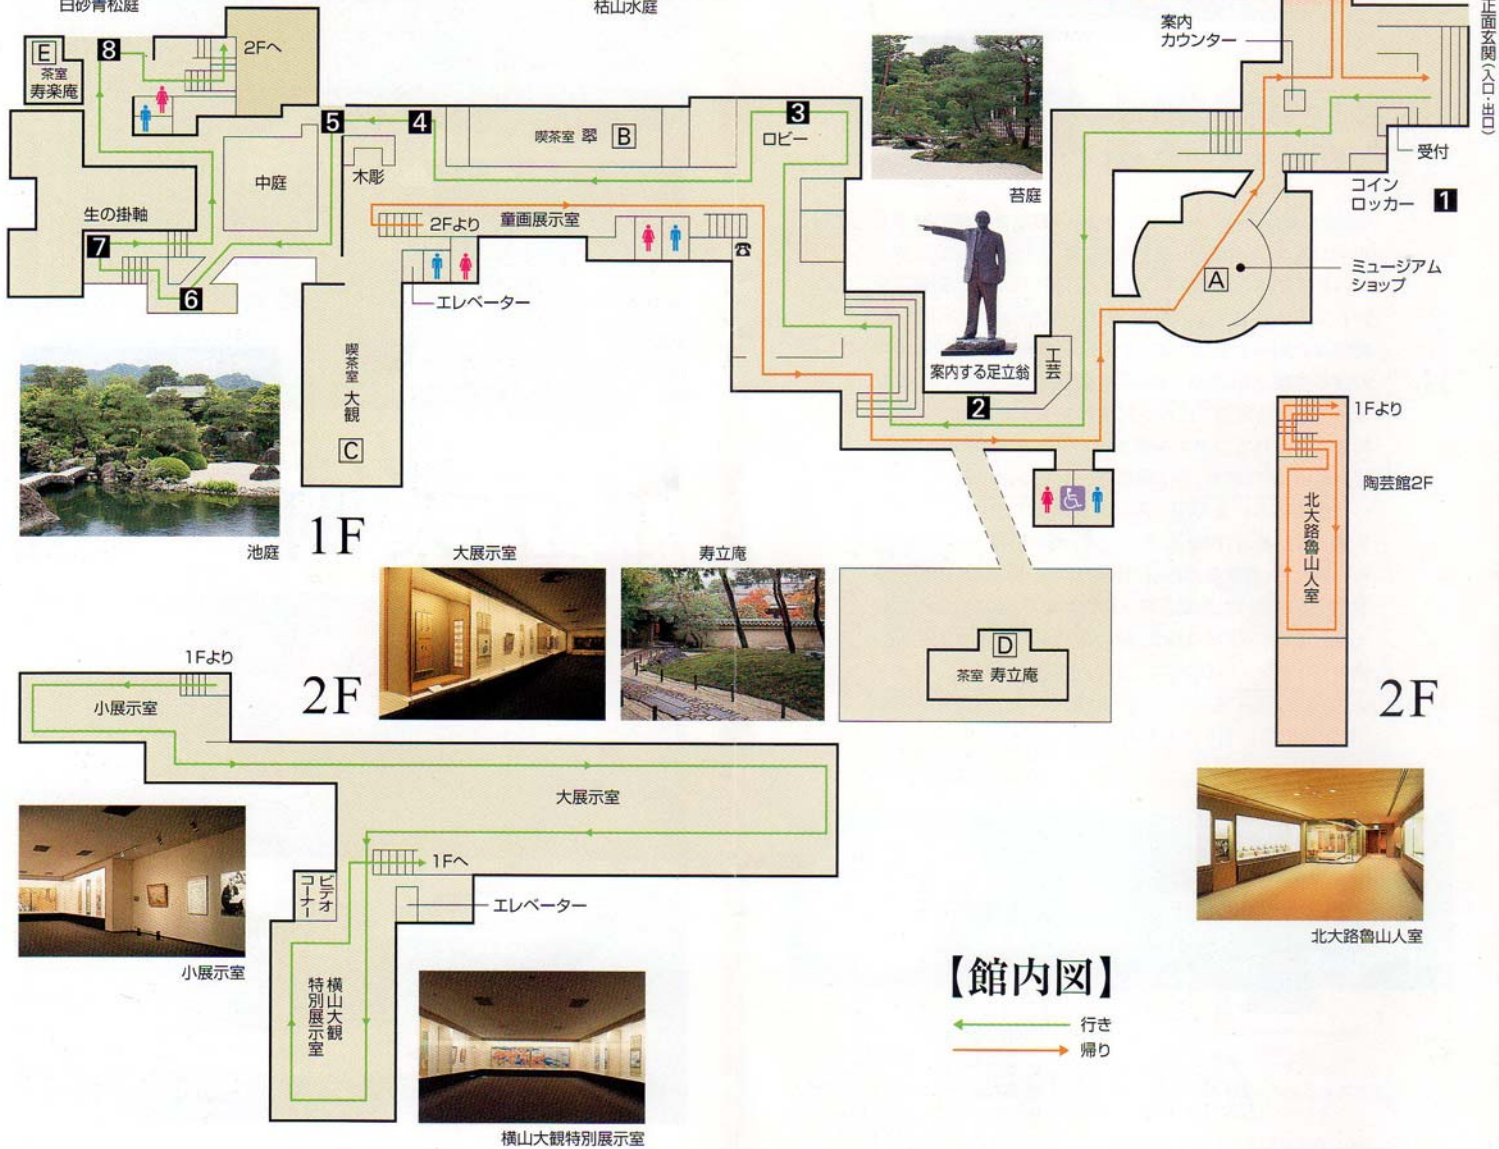 白砂青松庭
枯山水庭
正面玄関(入口・出口)
案内
カウンター
E
茶室
寿楽庵
8
2Fへ
5
4
喫茶室 翠
B
3
ロビー
木彫
中庭
苔庭
受付
コイン
ロッカー
1
生の掛軸
7
6
2Fより
童画展示室
エレベーター
ミュージアム
ショップ
A
喫茶室 大観
C
案内する足立翁
工芸
2
1Fより
陶芸館2F
北大路魯山人室
池庭
1F
大展示室
寿立庵
D
茶室 寿立庵
2F
1Fより
小展示室
2F
大展示室
1Fへ
ビデオ
コーナー
エレベーター
小展示室
横山大観
特別展示室
横山大観特別展示室
北大路魯山人室
【館内図】
行き
帰り